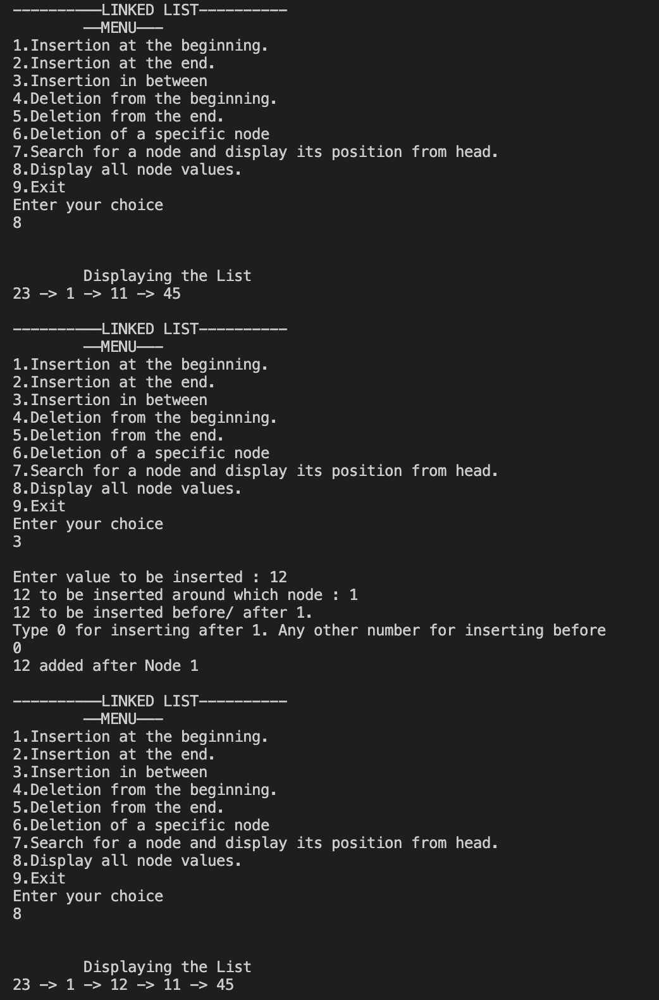 ----------LINKED LIST----------
        ---MENU---
1.Insertion at the beginning.
2.Insertion at the end.
3.Insertion in between
4.Deletion from the beginning.
5.Deletion from the end.
6.Deletion of a specific node
7.Search for a node and display its position from head.
8.Display all node values.
9.Exit
Enter your choice
8
        Displaying the List
23 -> 1 -> 11 -> 45
----------LINKED LIST----------
        ---MENU---
1.Insertion at the beginning.
2.Insertion at the end.
3.Insertion in between
4.Deletion from the beginning.
5.Deletion from the end.
6.Deletion of a specific node
7.Search for a node and display its position from head.
8.Display all node values.
9.Exit
Enter your choice
3
Enter value to be inserted : 12
12 to be inserted around which node : 1
12 to be inserted before/ after 1.
Type 0 for inserting after 1. Any other number for inserting before
0
12 added after Node 1
----------LINKED LIST----------
        ---MENU---
1.Insertion at the beginning.
2.Insertion at the end.
3.Insertion in between
4.Deletion from the beginning.
5.Deletion from the end.
6.Deletion of a specific node
7.Search for a node and display its position from head.
8.Display all node values.
9.Exit
Enter your choice
8
        Displaying the List
23 -> 1 -> 12 -> 11 -> 45